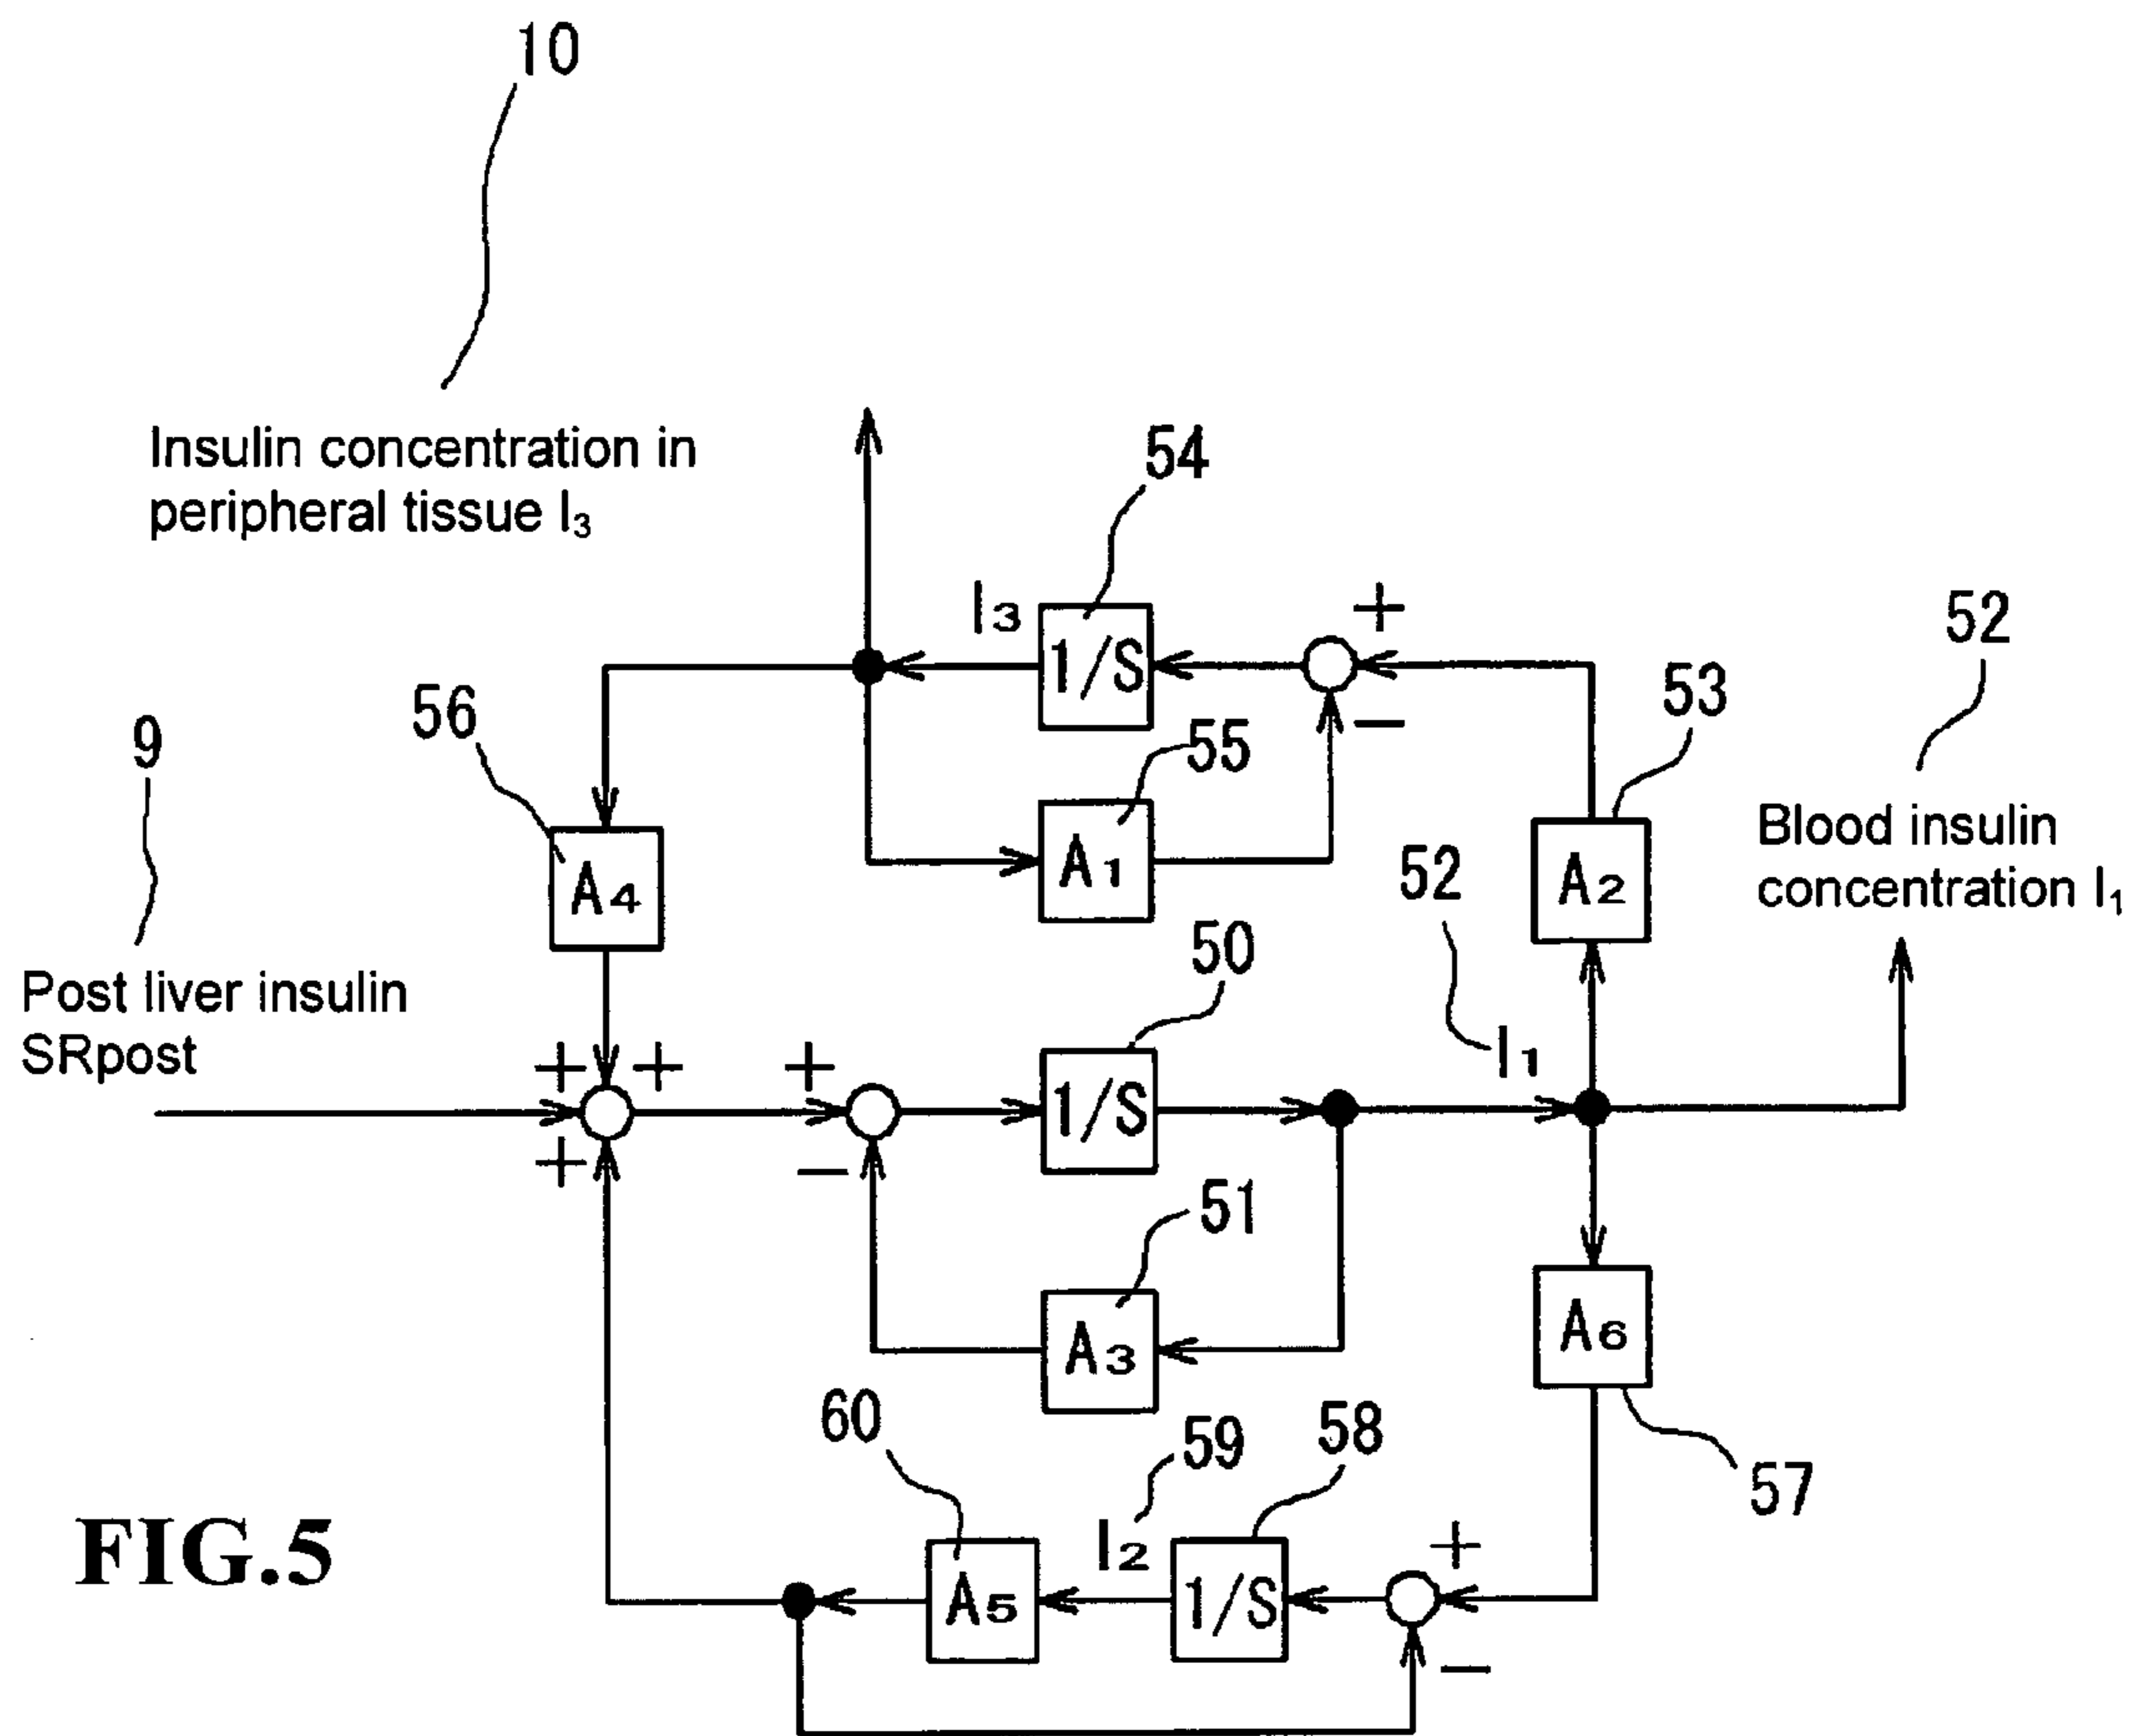 10
Insulin concentration in
peripheral tissue I₃
54
I₃
1/S
+
−
52
53
56
55
9
A₁
A₂
Blood insulin
concentration I₁
52
A₄
50
Post liver insulin
SRpost
I₁
+ +
+
+
−
1/S
51
A₃
A₆
60
59
58
57
I₂
+
A₅
1/S
−
FIG.5